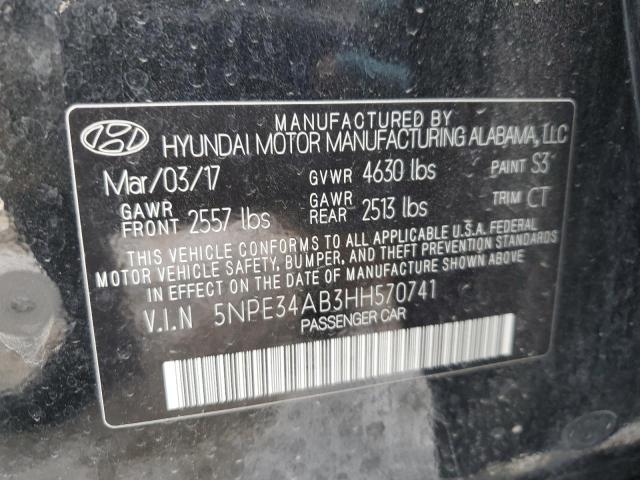 MANUFACTURED BY
HYUNDAI MOTOR MANUFACTURING ALABAMA, LLC
Mar/03/17 GVWR 4630 lbs PAINT S3
GAWR FRONT 2557 lbs GAWR REAR 2513 lbs TRIM CT
THIS VEHICLE CONFORMS TO ALL APPLICABLE U.S.A. FEDERAL
MOTOR VEHICLE SAFETY, BUMPER, AND THEFT PREVENTION STANDARDS
IN EFFECT ON THE DATE OF MANUFACTURE SHOWN ABOVE.
V.I.N 5NPE34AB3HH570741
PASSENGER CAR